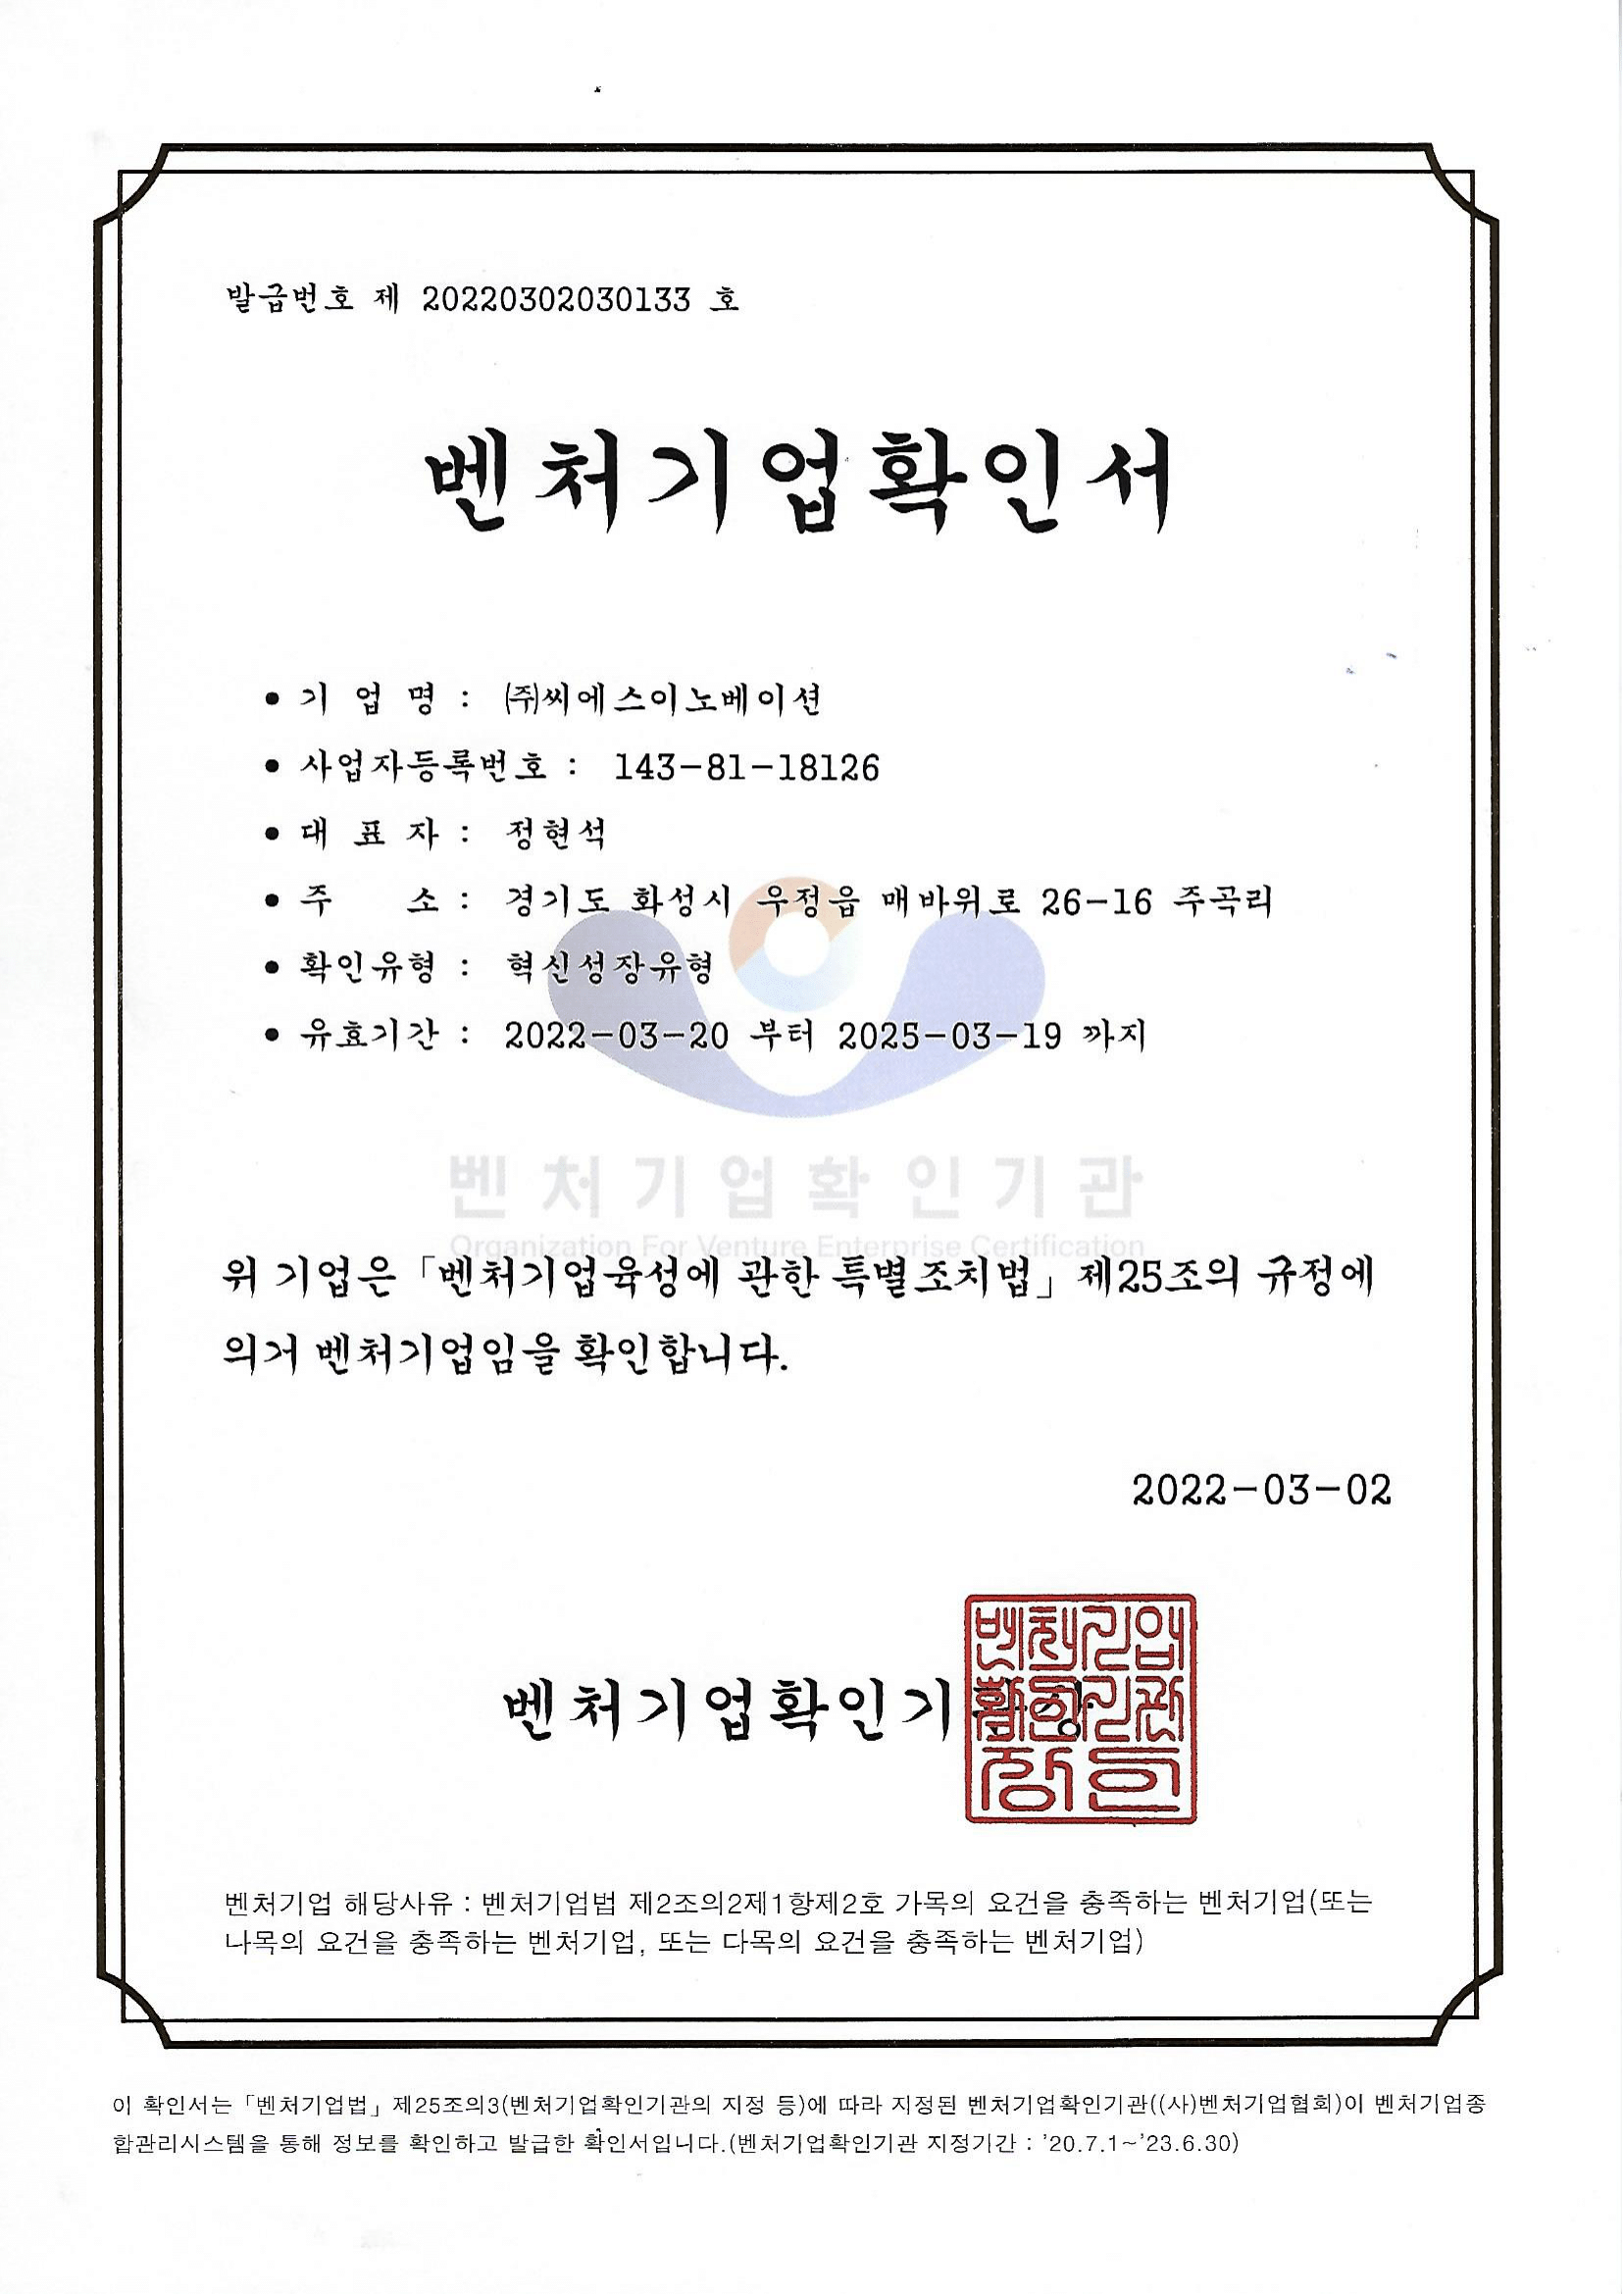 발급번호 제 20220302030133 호
벤처기업확인서
• 기 업 명 : ㈜씨에스이노베이션
• 사업자등록번호 : 143-81-18126
• 대 표 자 : 정현석
• 주 소 : 경기도 화성시 우정읍 매바위로 26-16 주곡리
• 확인유형 : 혁신성장유형
• 유효기간 : 2022-03-20 부터 2025-03-19 까지
벤처기업확인기관
Organization For Venture Enterprise Certification
위 기업은 「벤처기업육성에 관한 특별조치법」 제25조의 규정에
의거 벤처기업임을 확인합니다.
2022-03-02
벤처기업확인기관장
벤처기업
확인기관
장인
벤처기업 해당사유 : 벤처기업법 제2조의2제1항제2호 가목의 요건을 충족하는 벤처기업(또는
나목의 요건을 충족하는 벤처기업, 또는 다목의 요건을 충족하는 벤처기업)
이 확인서는 「벤처기업법」 제25조의3(벤처기업확인기관의 지정 등)에 따라 지정된 벤처기업확인기관((사)벤처기업협회)이 벤처기업종
합관리시스템을 통해 정보를 확인하고 발급한 확인서입니다.(벤처기업확인기관 지정기간 : '20.7.1~'23.6.30)